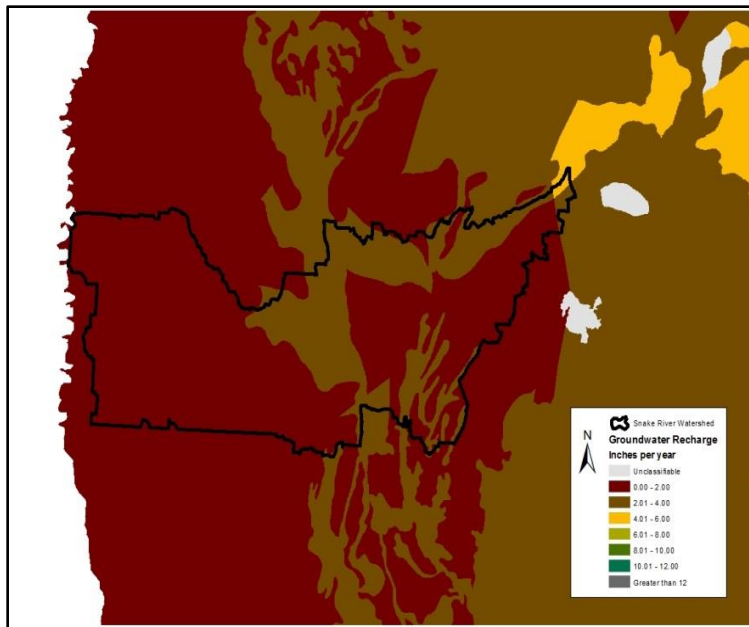 Snake River Watershed
N
Groundwater Recharge
Inches per year
Unclassifiable
0.00 - 2.00
2.01 - 4.00
4.01 - 6.00
6.01 - 8.00
8.01 - 10.00
10.01 - 12.00
Greater than 12